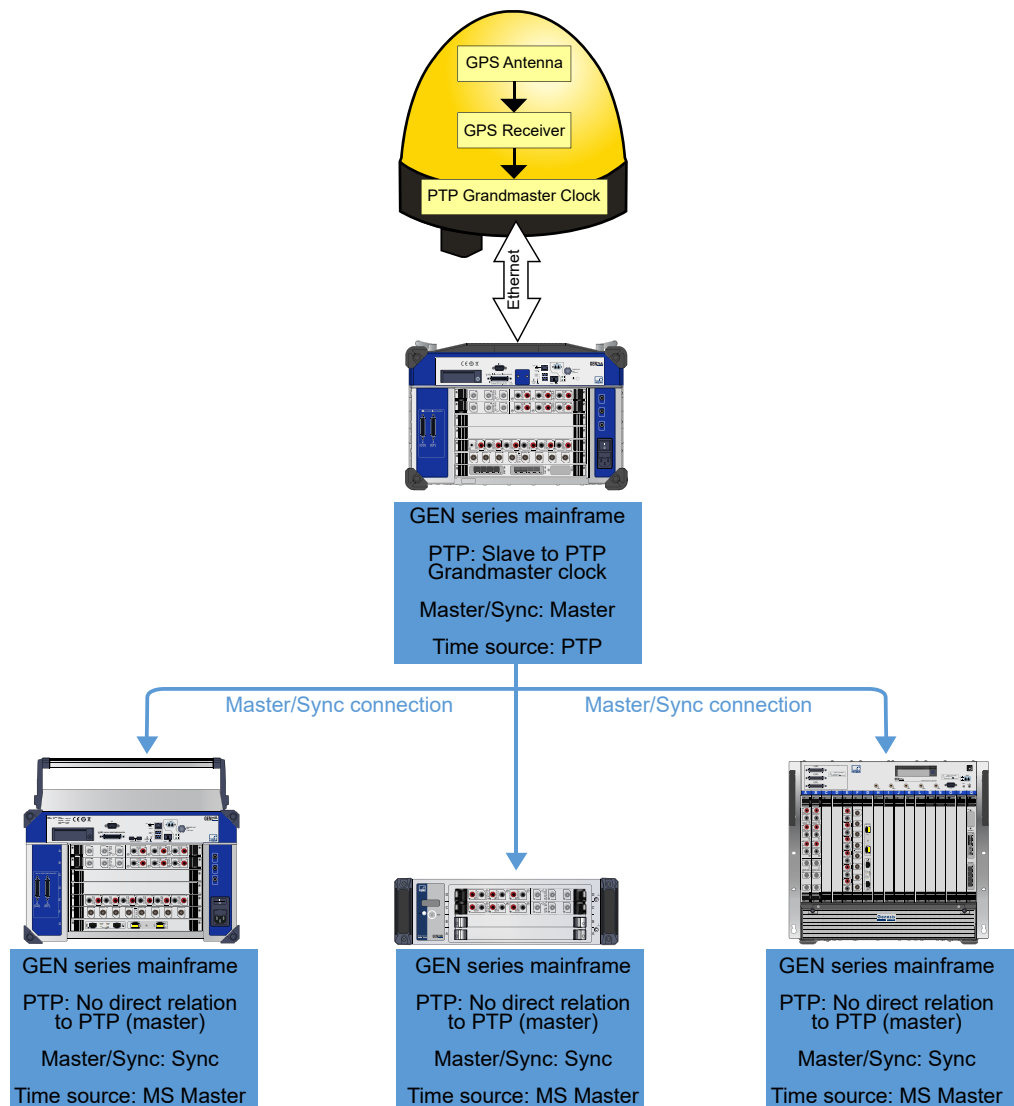 GPS Antenna
GPS Receiver
PTP Grandmaster Clock
Ethernet
GEN series mainframe
PTP: Slave to PTP
Grandmaster clock
Master/Sync: Master
Time source: PTP
Master/Sync connection
Master/Sync connection
GEN series mainframe
PTP: No direct relation
to PTP (master)
Master/Sync: Sync
Time source: MS Master
GEN series mainframe
PTP: No direct relation
to PTP (master)
Master/Sync: Sync
Time source: MS Master
GEN series mainframe
PTP: No direct relation
to PTP (master)
Master/Sync: Sync
Time source: MS Master